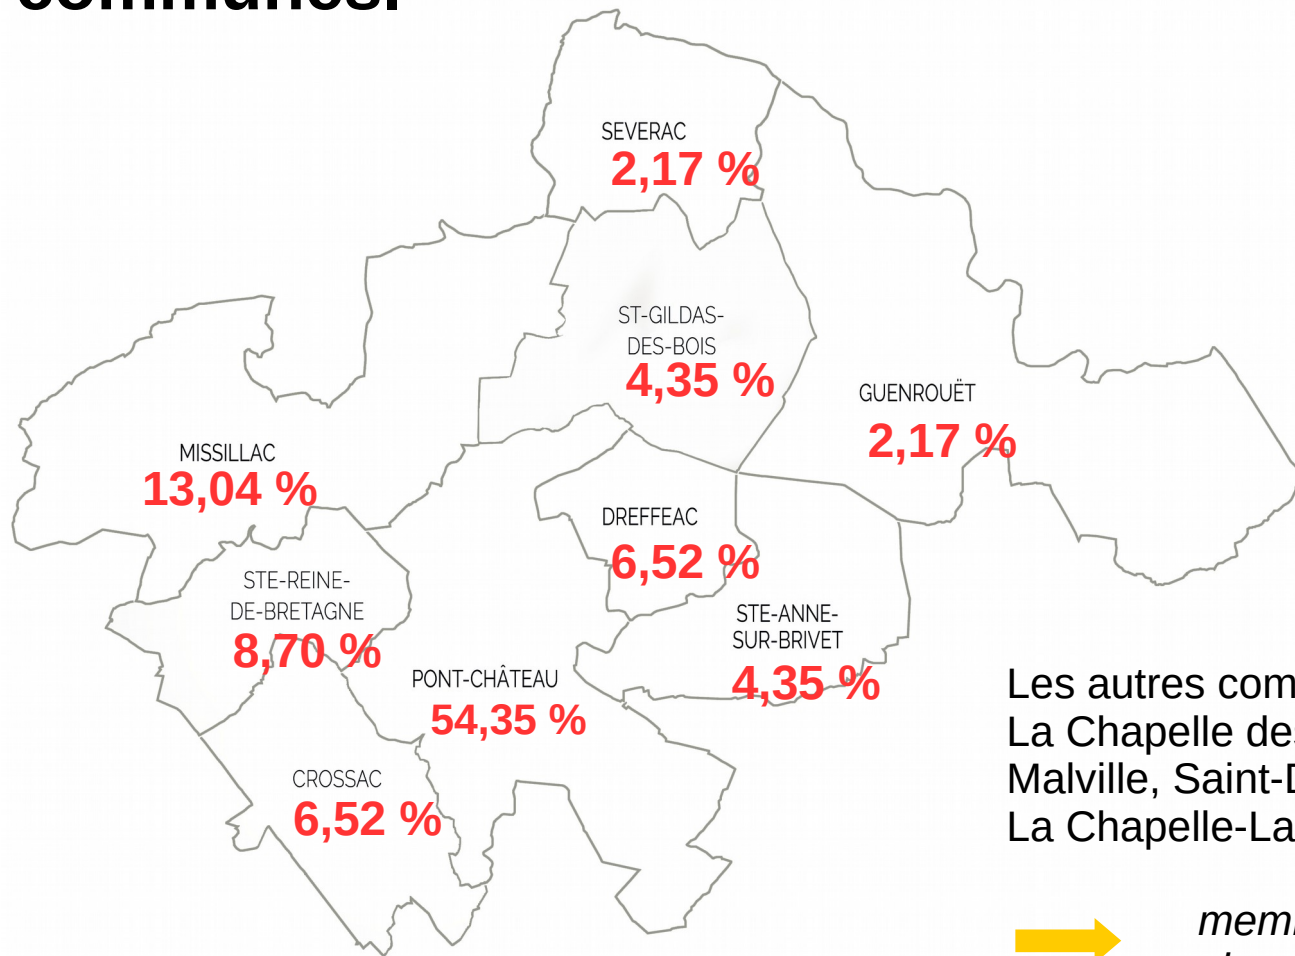 communes.
SEVERAC
2,17 %
ST-GILDAS-
DES-BOIS
4,35 %
GUENROUËT
2,17 %
MISSILLAC
13,04 %
DREFFEAC
6,52 %
STE-REINE-
DE-BRETAGNE
8,70 %
STE-ANNE-
SUR-BRIVET
4,35 %
PONT-CHÂTEAU
54,35 %
CROSSAC
6,52 %
Les autres com
La Chapelle des
Malville, Saint-D
La Chapelle-La